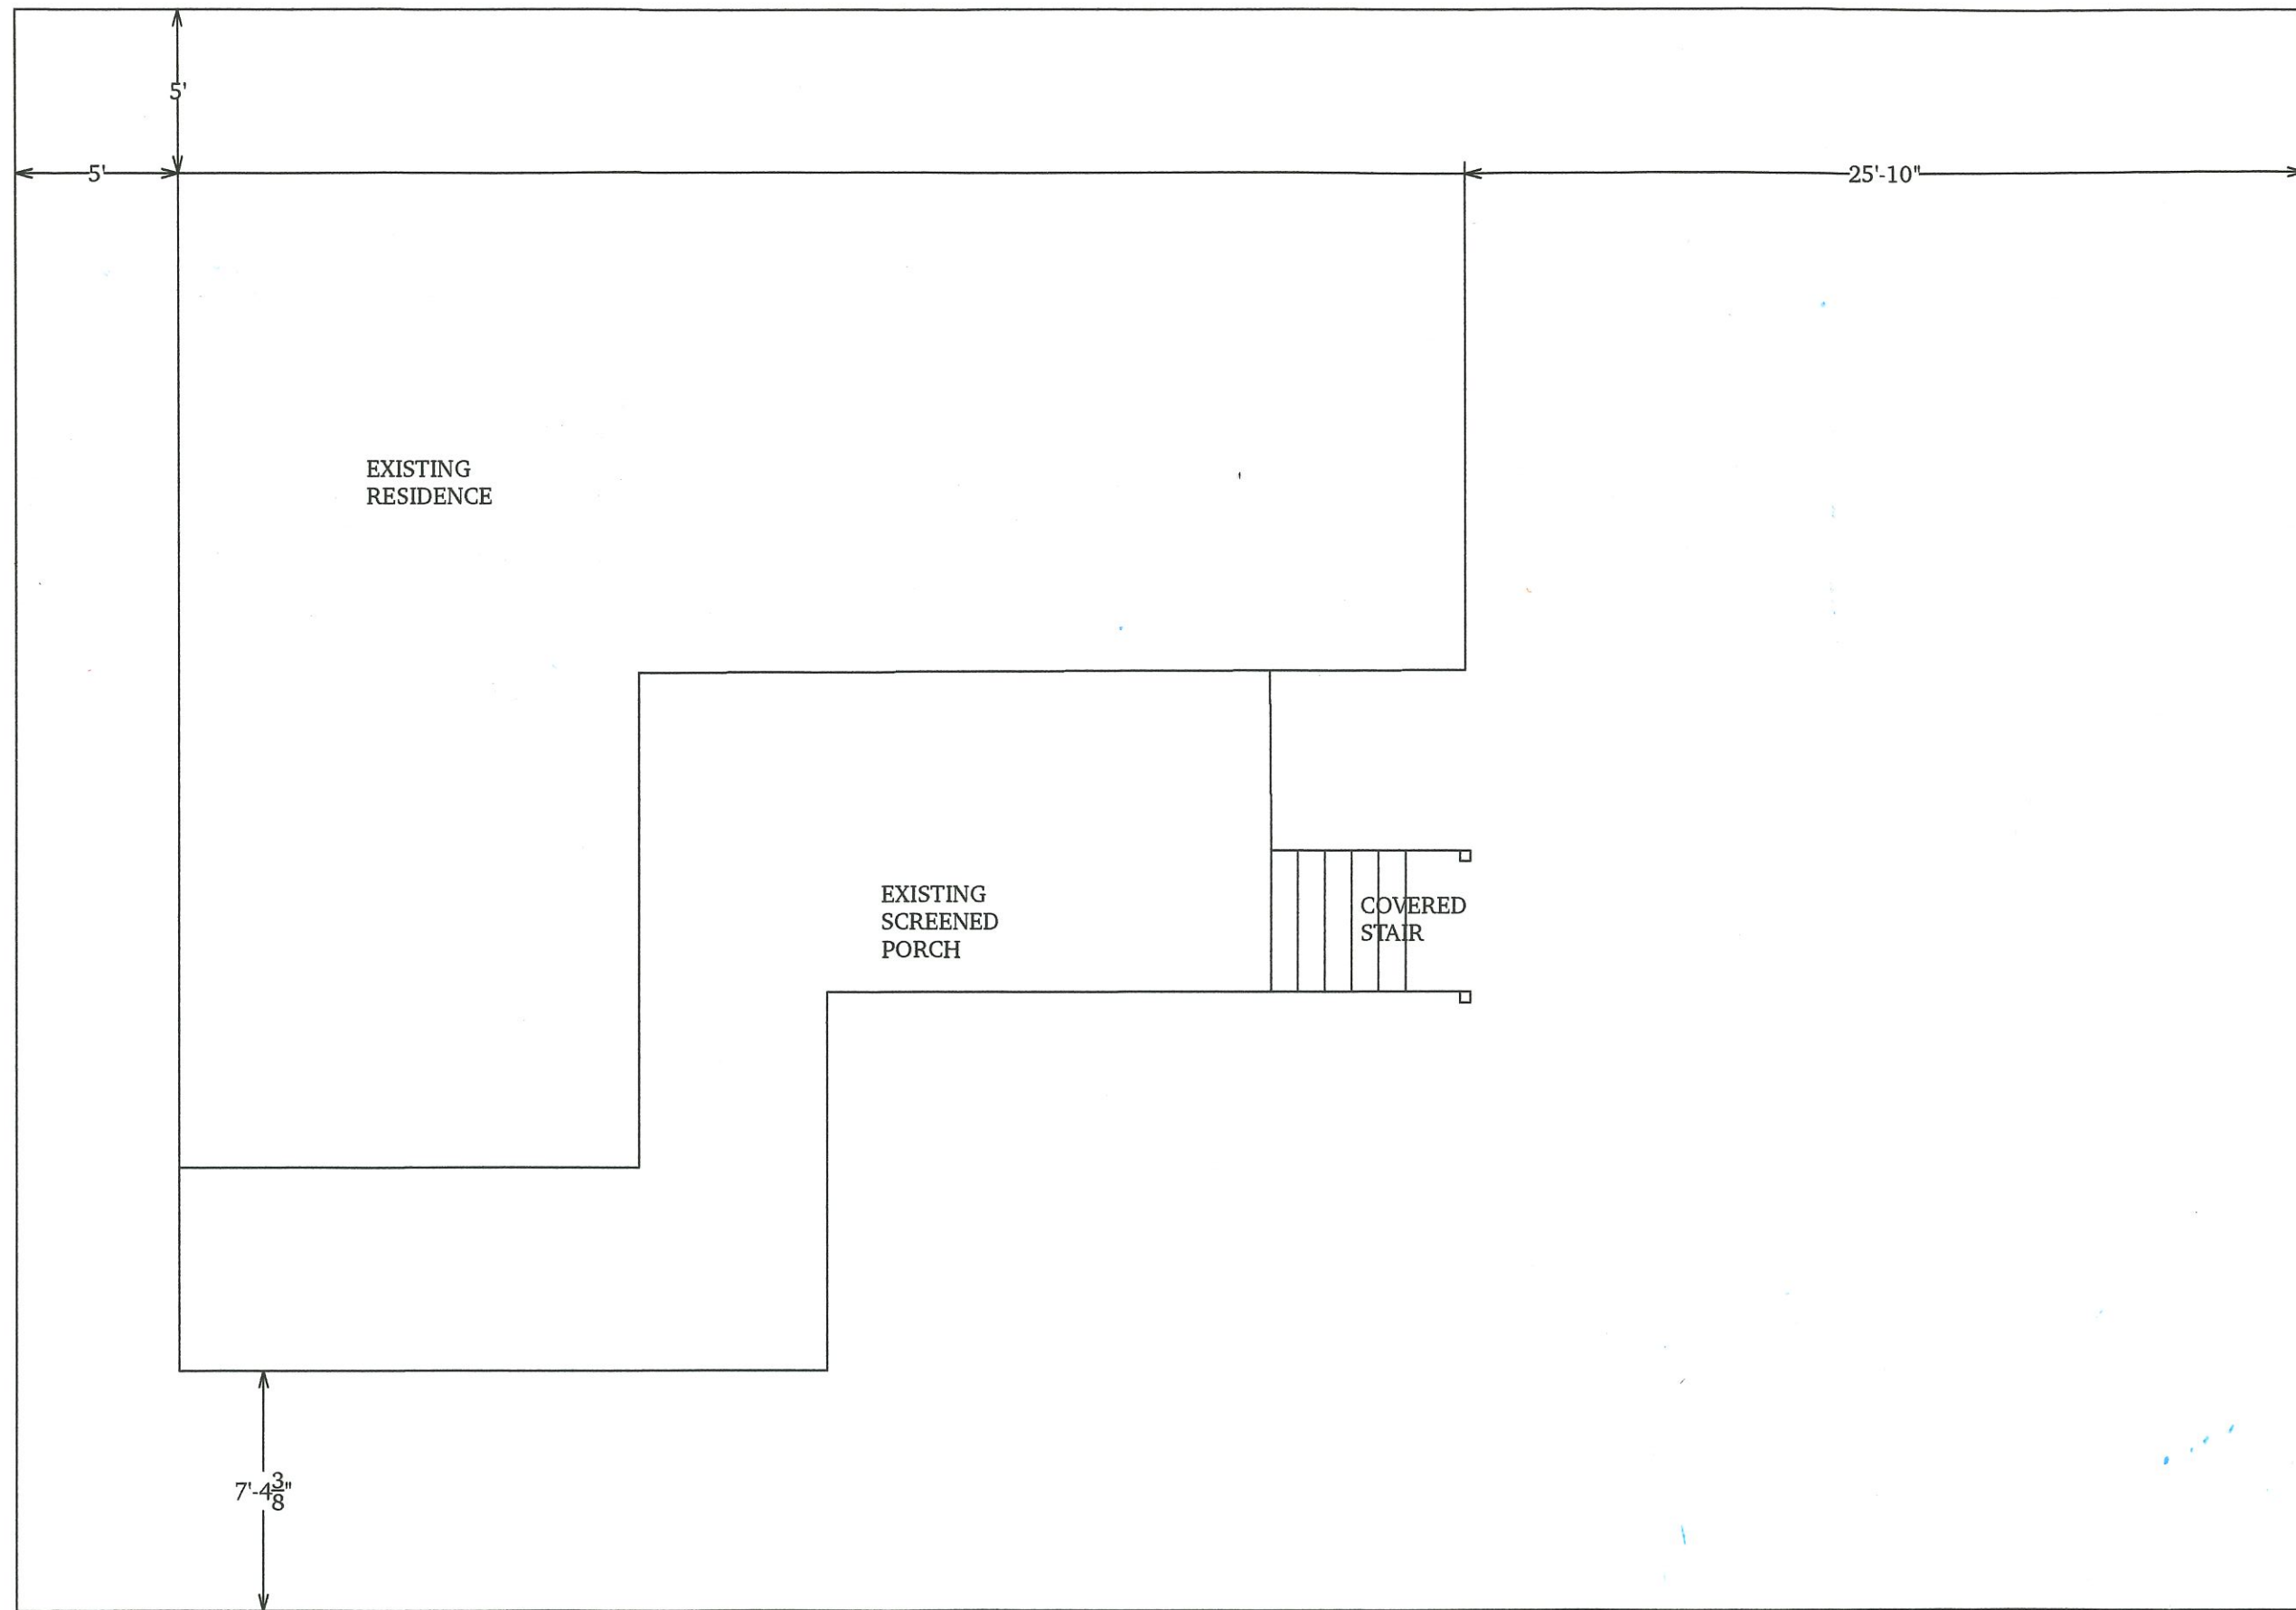 5'
5'
25'-10"
EXISTING
RESIDENCE
EXISTING
SCREENED
PORCH
COVERED
STAIR
7'-4 3/8"